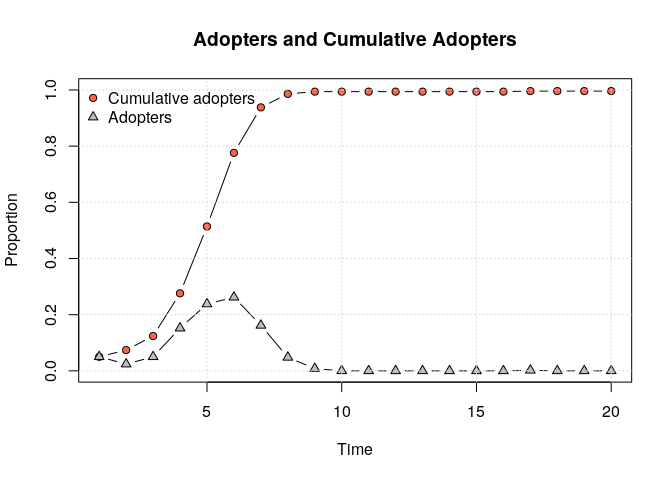 Adopters and Cumulative Adopters
Cumulative adopters
Adopters
Proportion
1.0
0.8
0.6
0.4
0.2
0.0
5 10 15 20
Time